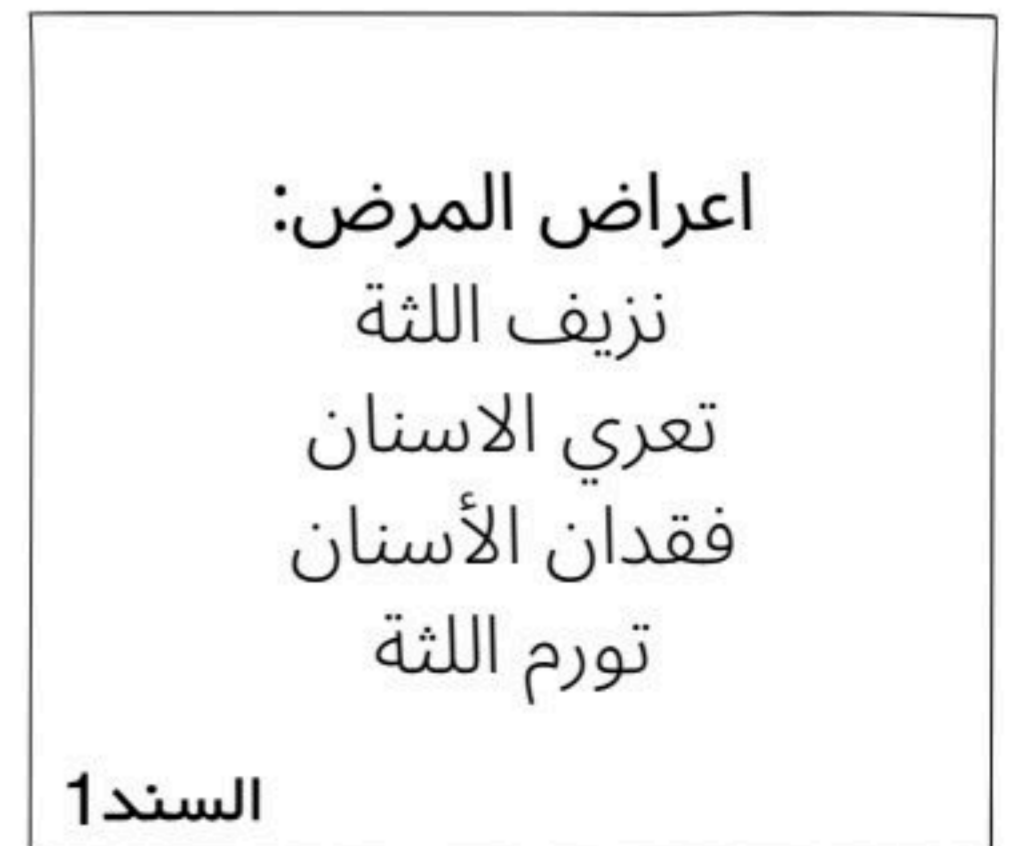 اعراض المرض:
نزيف اللثة
تعري الاسنان
فقدان الأسنان
تورم اللثة
السند1